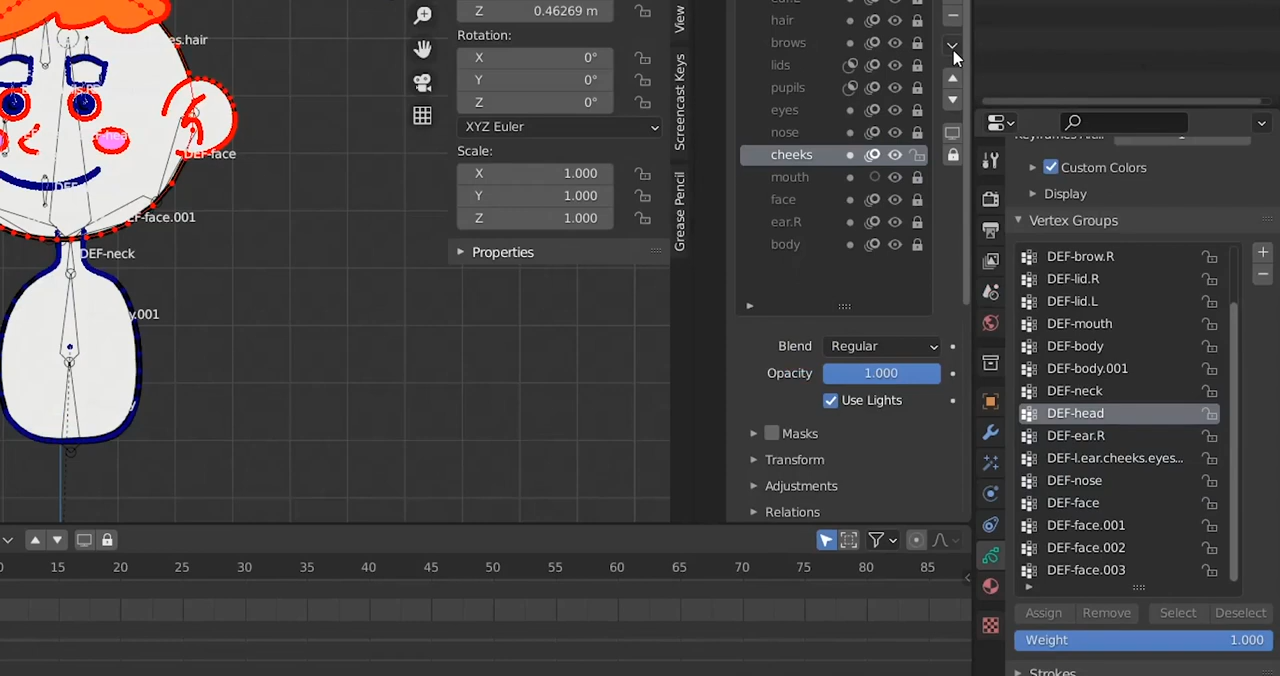 Z 0.46269 m
Rotation:
X 0°
Y 0°
Z 0°
XYZ Euler
Scale:
X 1.000
Y 1.000
Z 1.000
Properties
View
Screencast Keys
Grease Pencil
hair
brows
lids
pupils
eyes
nose
cheeks
mouth
face
ear.R
body
Blend Regular
Opacity 1.000
Use Lights
Masks
Transform
Adjustments
Relations
Custom Colors
Display
Vertex Groups
DEF-brow.R
DEF-lid.R
DEF-lid.L
DEF-mouth
DEF-body
DEF-body.001
DEF-neck
DEF-head
DEF-ear.R
DEF-l.ear.cheeks.eyes...
DEF-nose
DEF-face
DEF-face.001
DEF-face.002
DEF-face.003
Assign Remove Select Deselect
Weight 1.000
Strokes
es.hair
DEF-face
EF-face.001
DEF-neck
y.001
15 20 25 30 35 40 45 50 55 60 65 70 75 80 85